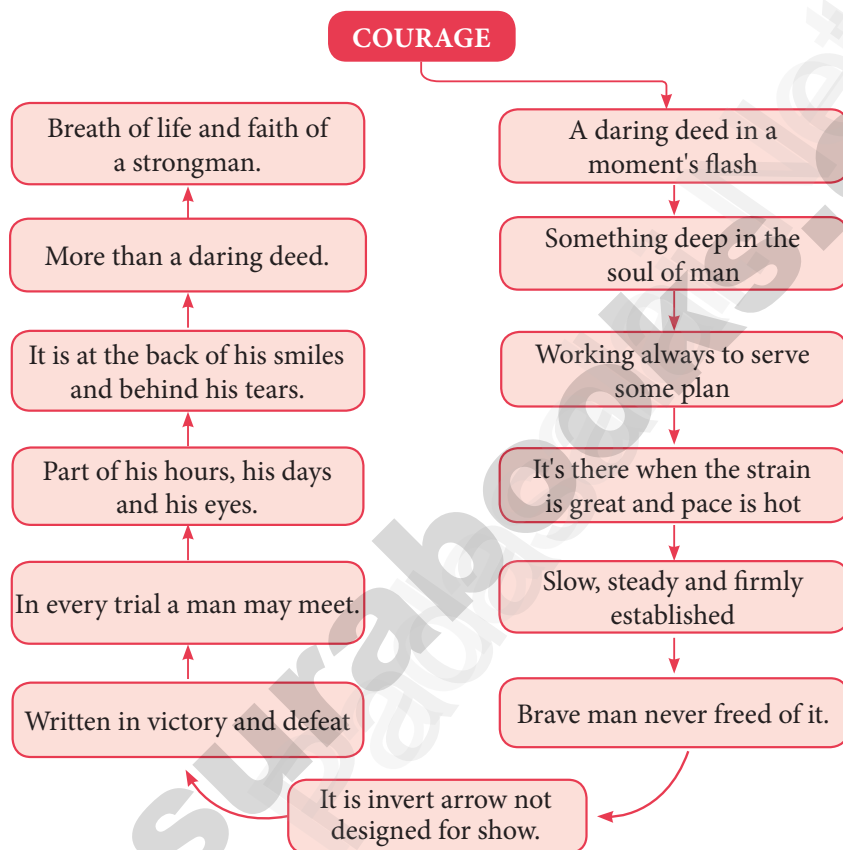 COURAGE
A daring deed in a
moment's flash
Something deep in the
soul of man
Working always to serve
some plan
It's there when the strain
is great and pace is hot
Slow, steady and firmly
established
Brave man never freed of it.
It is invert arrow not
designed for show.
Written in victory and defeat
In every trial a man may meet.
Part of his hours, his days
and his eyes.
It is at the back of his smiles
and behind his tears.
More than a daring deed.
Breath of life and faith of
a strongman.
surabooks.